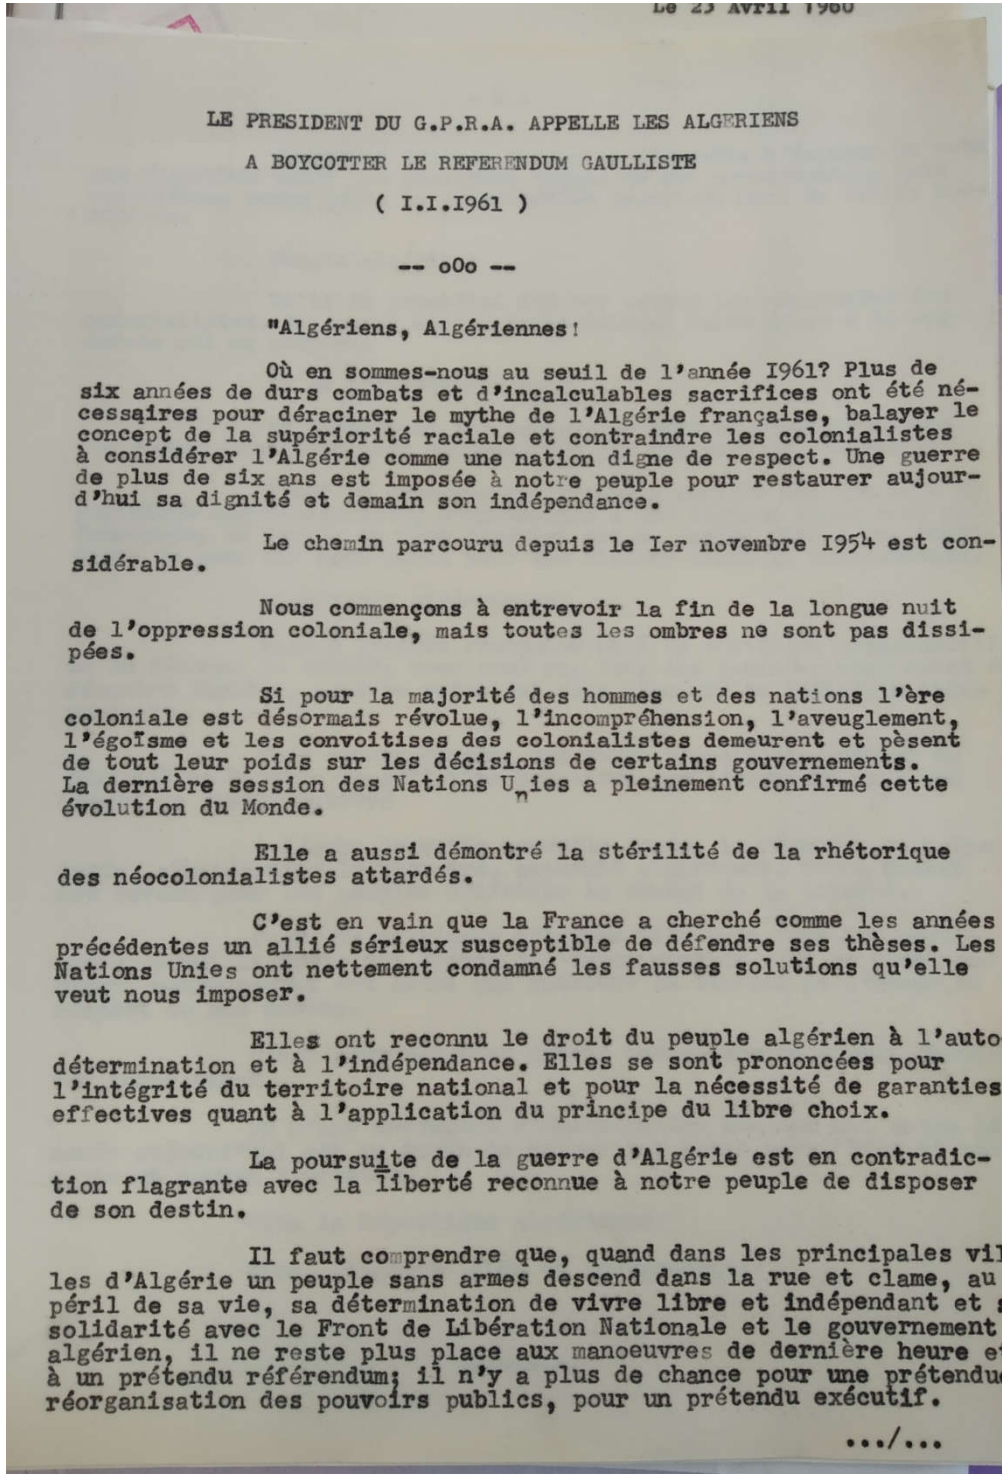 Le 23 Avril 1960
LE PRESIDENT DU G.P.R.A. APPELLE LES ALGERIENS
A BOYCOTTER LE REFERENDUM GAULLISTE
( I.I.I961 )
-- oOo --
"Algériens, Algériennes!
Où en sommes-nous au seuil de l'année I961? Plus de
six années de durs combats et d'incalculables sacrifices ont été né-
cessaires pour déraciner le mythe de l'Algérie française, balayer le
concept de la supériorité raciale et contraindre les colonialistes
à considérer l'Algérie comme une nation digne de respect. Une guerre
de plus de six ans est imposée à notre peuple pour restaurer aujour-
d'hui sa dignité et demain son indépendance.
Le chemin parcouru depuis le Ier novembre I954 est con-
sidérable.
Nous commençons à entrevoir la fin de la longue nuit
de l'oppression coloniale, mais toutes les ombres ne sont pas dissi-
pées.
Si pour la majorité des hommes et des nations l'ère
coloniale est désormais révolue, l'incompréhension, l'aveuglement,
l'égoïsme et les convoitises des colonialistes demeurent et pèsent
de tout leur poids sur les décisions de certains gouvernements.
La dernière session des Nations Unies a pleinement confirmé cette
évolution du Monde.
Elle a aussi démontré la stérilité de la rhétorique
des néocolonialistes attardés.
C'est en vain que la France a cherché comme les années
précédentes un allié sérieux susceptible de défendre ses thèses. Les
Nations Unies ont nettement condamné les fausses solutions qu'elle
veut nous imposer.
Elles ont reconnu le droit du peuple algérien à l'auto
détermination et à l'indépendance. Elles se sont prononcées pour
l'intégrité du territoire national et pour la nécessité de garanties
effectives quant à l'application du principe du libre choix.
La poursuite de la guerre d'Algérie est en contradic-
tion flagrante avec la liberté reconnue à notre peuple de disposer
de son destin.
Il faut comprendre que, quand dans les principales vil
les d'Algérie un peuple sans armes descend dans la rue et clame, au
péril de sa vie, sa détermination de vivre libre et indépendant et
solidarité avec le Front de Libération Nationale et le gouvernement
algérien, il ne reste plus place aux manoeuvres de dernière heure
à un prétendu référendum; il n'y a plus de chance pour une prétendu
réorganisation des pouvoirs publics, pour un prétendu exécutif.
.../...